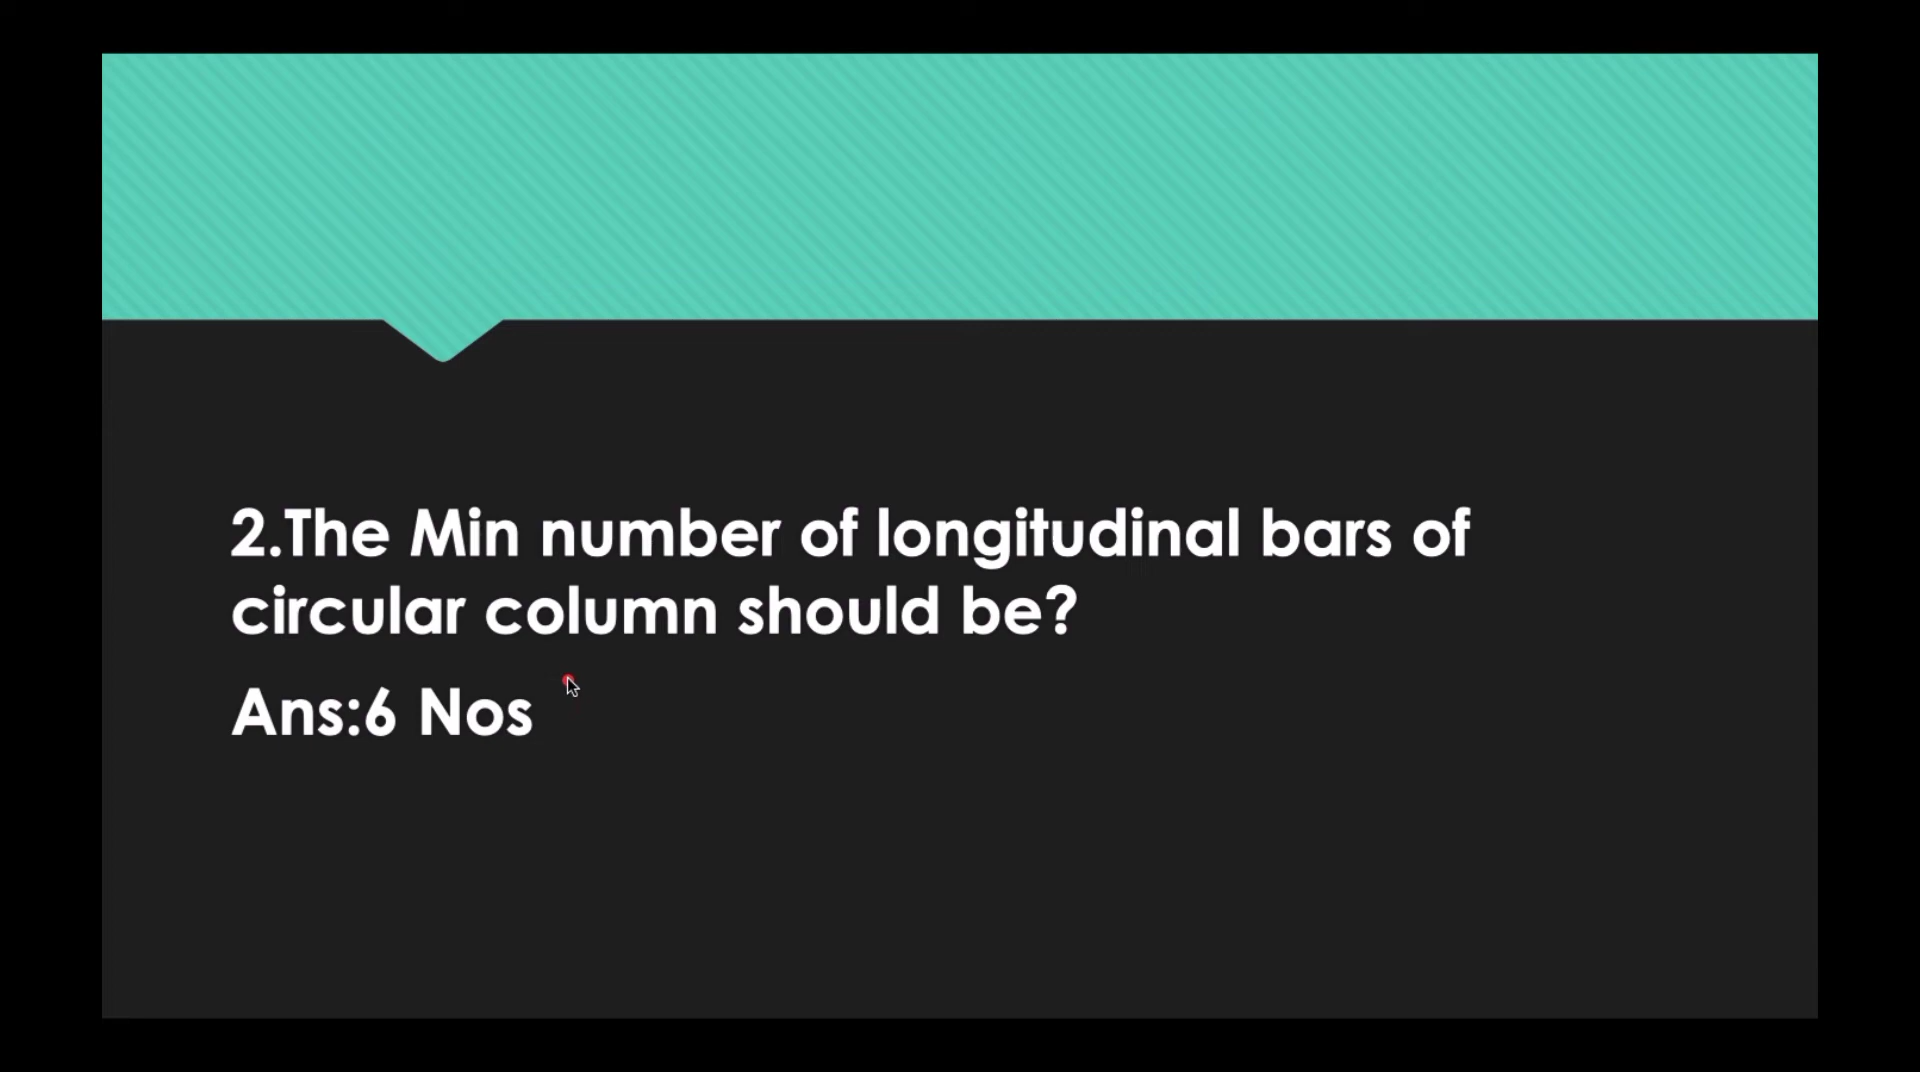 2.The Min number of longitudinal bars of
circular column should be?
Ans:6 Nos